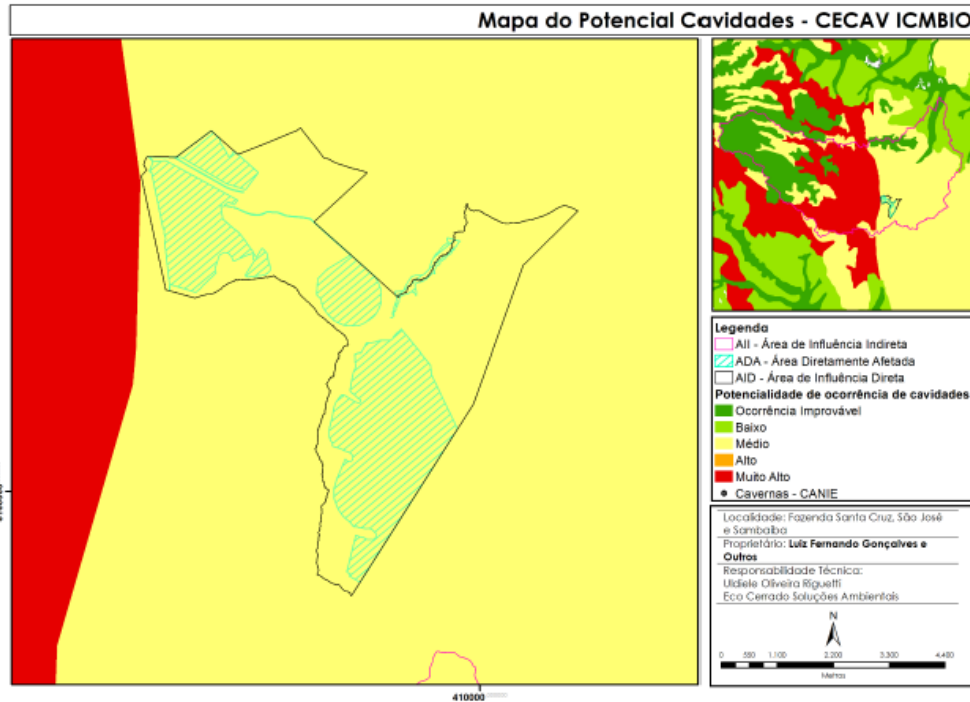 Mapa do Potencial Cavidades - CECAV ICMBIO
Legenda
AII - Área de Influência Indireta
ADA - Área Diretamente Afetada
AID - Área de Influência Direta
Potencialidade de ocorrência de cavidades
Ocorrência Improvável
Baixo
Médio
Alto
Muito Alto
Cavernas - CANIE
Localidade: Fazenda Santa Cruz, São José
e Sambaíba
Proprietário: Luiz Fernando Gonçalves e
Outros
Responsabilidade Técnica:
Uldiele Oliveira Riguetti
Eco Cerrado Soluções Ambientais
N
0 550 1.100 2.200 3.300 4.400
Metros
410000